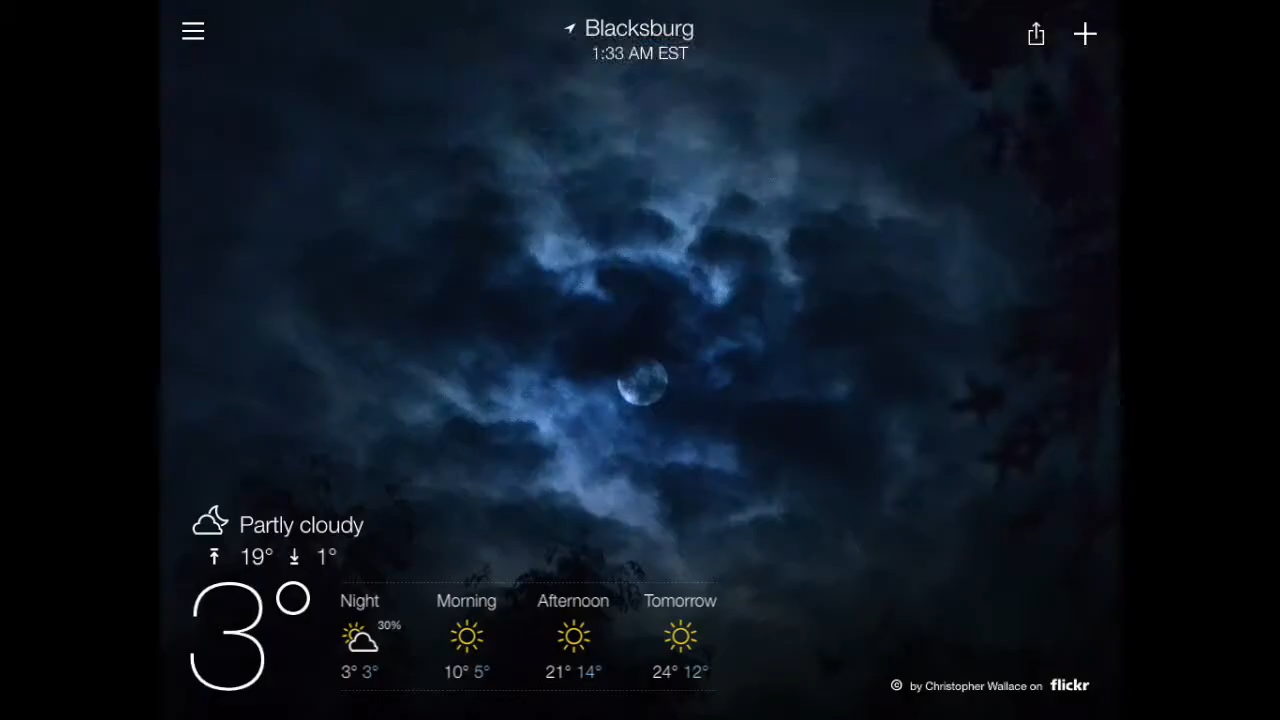 Blacksburg
1:33 AM EST
Partly cloudy
19° 1°
3°
Night Morning Afternoon Tomorrow
30%
3° 3° 10° 5° 21° 14° 24° 12°
© by Christopher Wallace on flickr